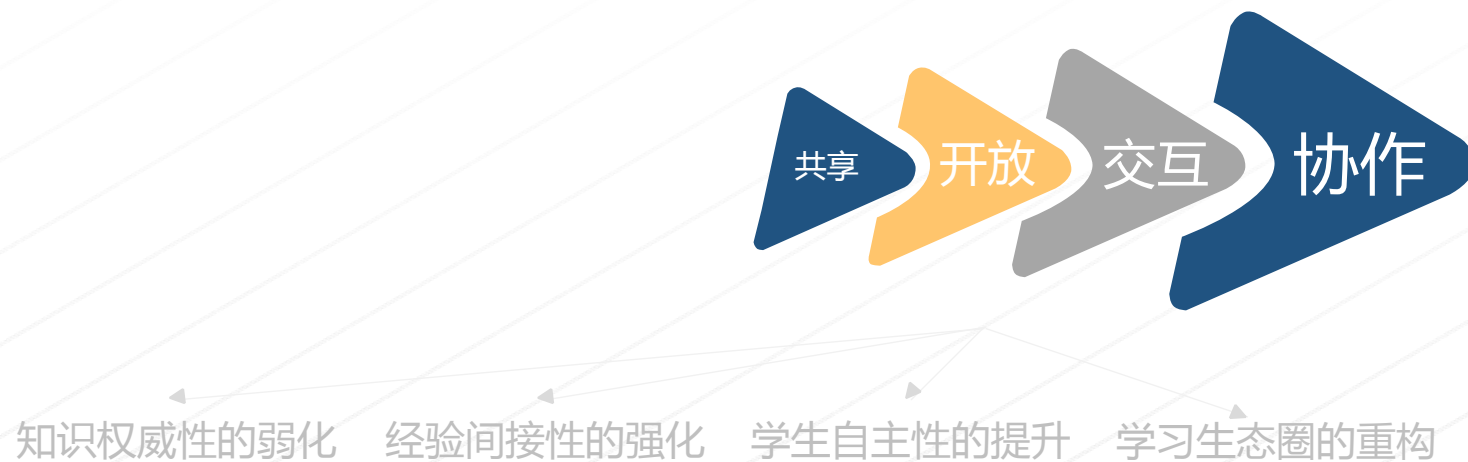 共享 开放 交互 协作
知识权威性的弱化 经验间接性的强化 学生自主性的提升 学习生态圈的重构